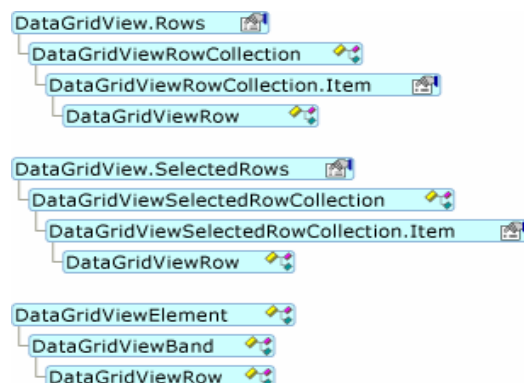 DataGridView.Rows
DataGridViewRowCollection
DataGridViewRowCollection.Item
DataGridViewRow
DataGridView.SelectedRows
DataGridViewSelectedRowCollection
DataGridViewSelectedRowCollection.Item
DataGridViewRow
DataGridViewElement
DataGridViewBand
DataGridViewRow